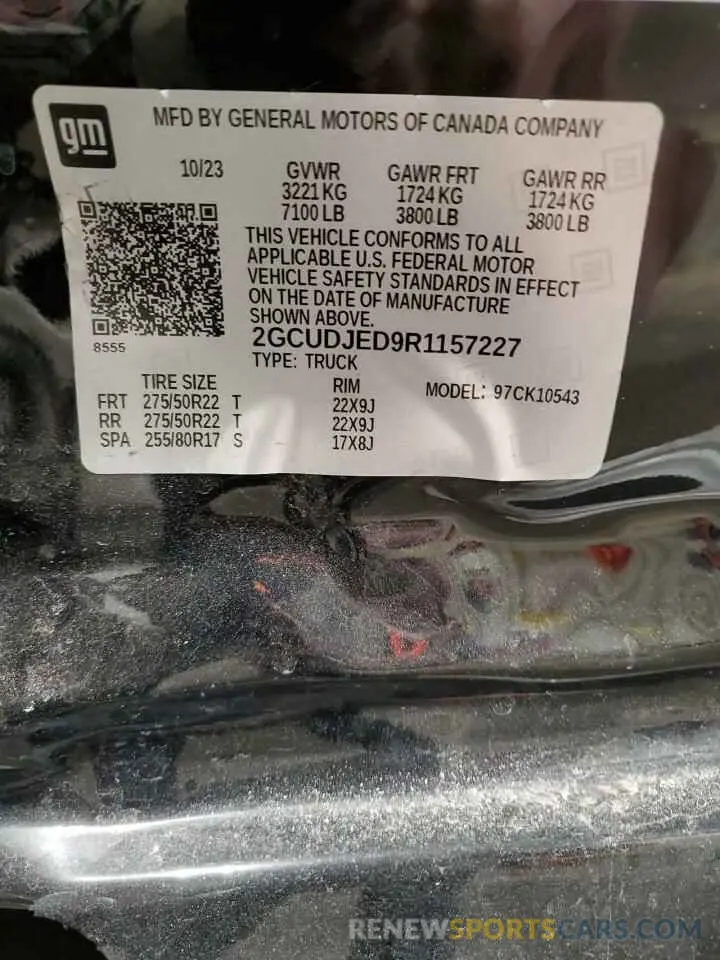 gm
MFD BY GENERAL MOTORS OF CANADA COMPANY
10/23 GVWR GAWR FRT GAWR RR
3221 KG 1724 KG 1724 KG
7100 LB 3800 LB 3800 LB
THIS VEHICLE CONFORMS TO ALL
APPLICABLE U.S. FEDERAL MOTOR
VEHICLE SAFETY STANDARDS IN EFFECT
ON THE DATE OF MANUFACTURE
SHOWN ABOVE.
8555 2GCUDJED9R1157227
TYPE: TRUCK
TIRE SIZE RIM MODEL: 97CK10543
FRT 275/50R22 T 22X9J
RR 275/50R22 T 22X9J
SPA 255/80R17 S 17X8J
RENEWSPORTSCARS.COM